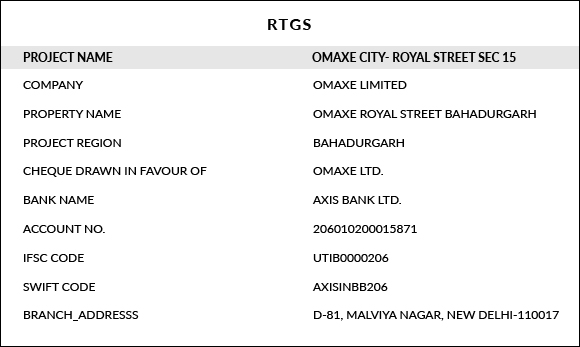 RTGS
PROJECT NAME OMAXE CITY- ROYAL STREET SEC 15
COMPANY OMAXE LIMITED
PROPERTY NAME OMAXE ROYAL STREET BAHADURGARH
PROJECT REGION BAHADURGARH
CHEQUE DRAWN IN FAVOUR OF OMAXE LTD.
BANK NAME AXIS BANK LTD.
ACCOUNT NO. 206010200015871
IFSC CODE UTIB0000206
SWIFT CODE AXISINBB206
BRANCH_ADDRESSS D-81, MALVIYA NAGAR, NEW DELHI-110017